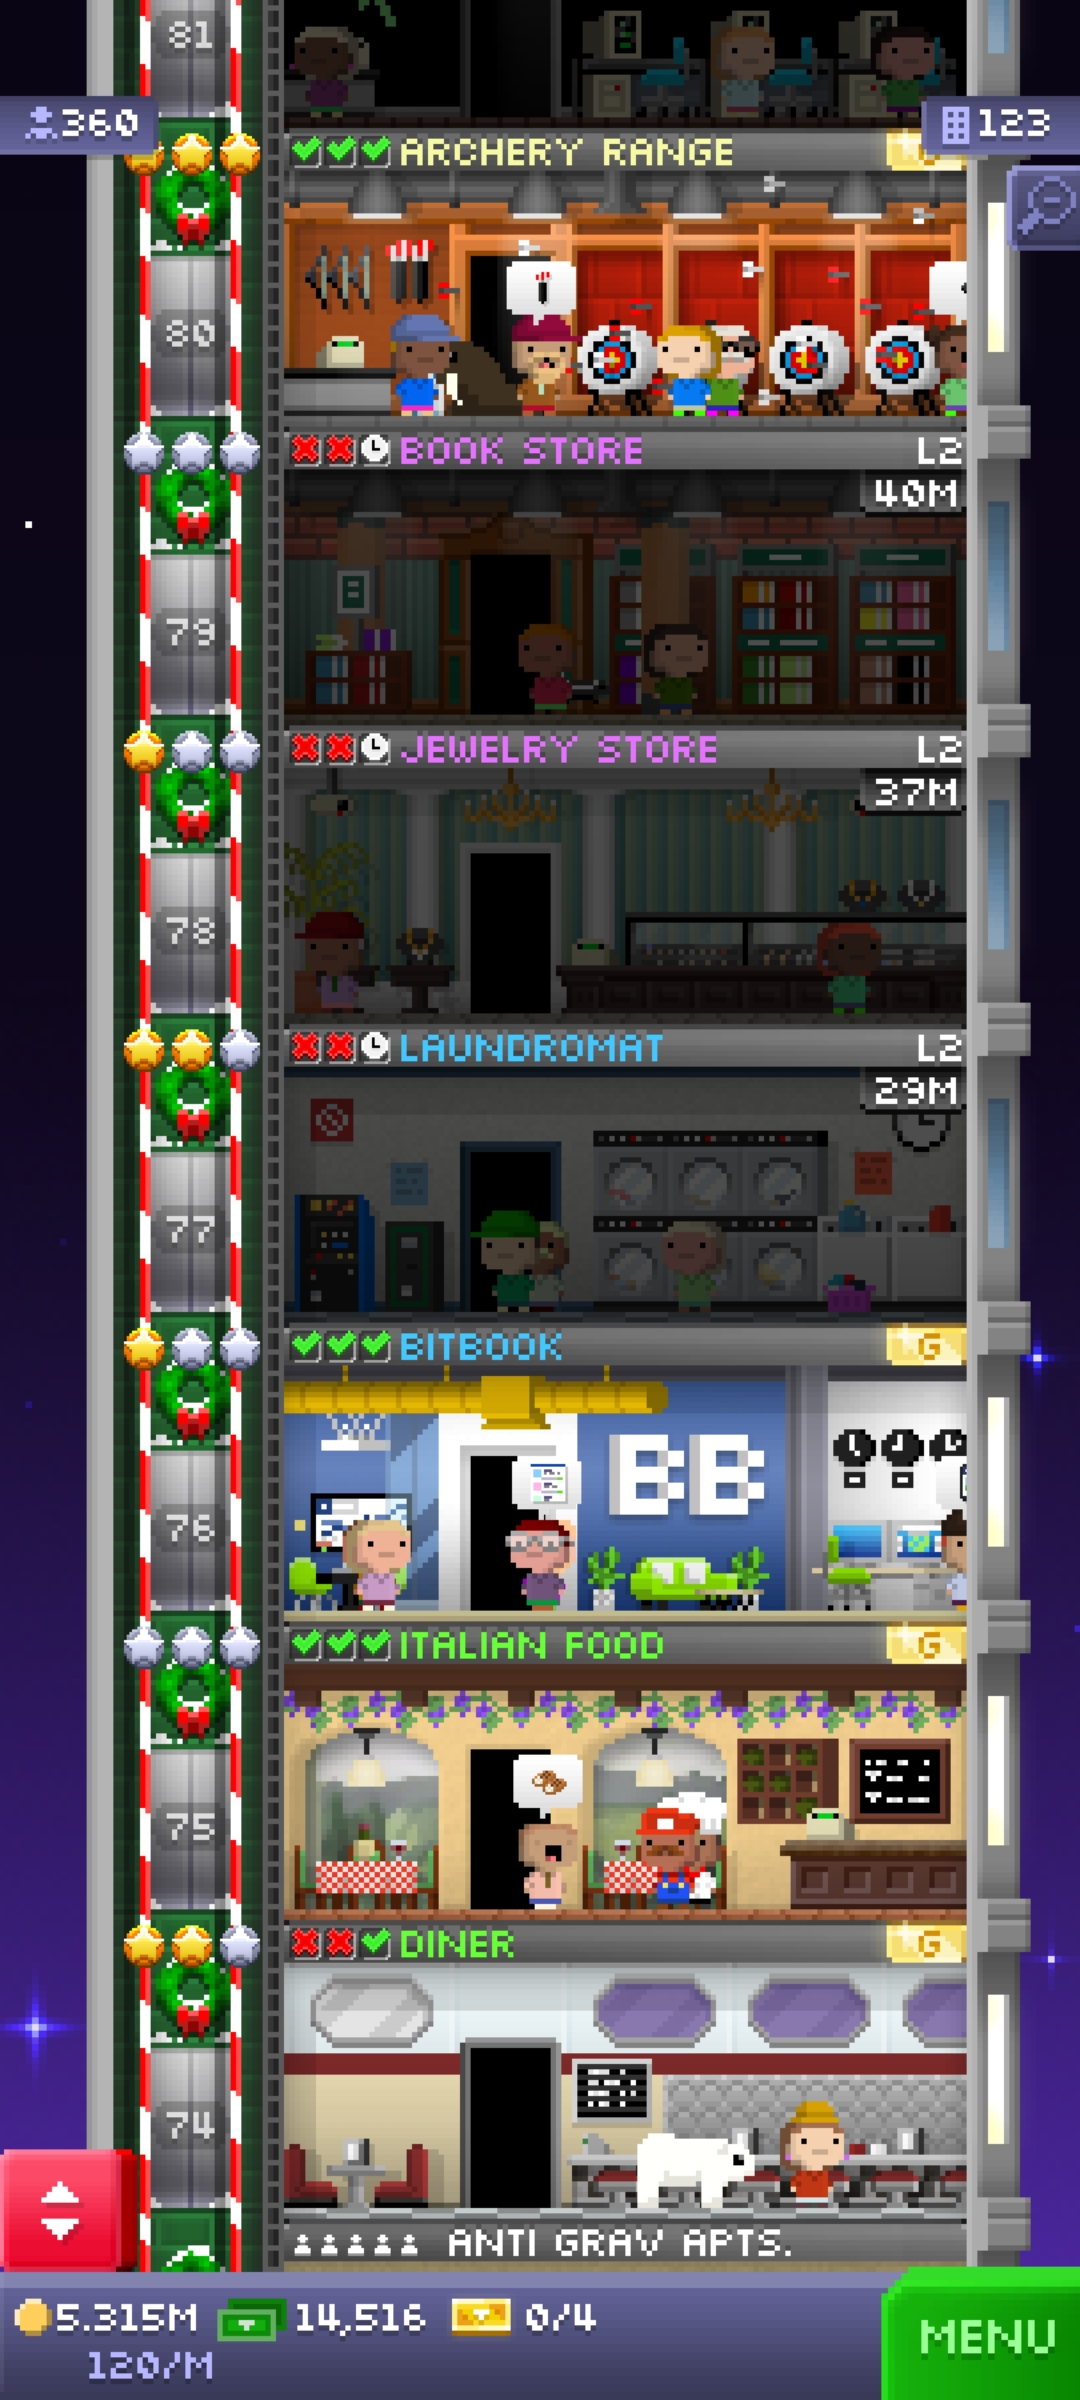 81
360
123
ARCHERY RANGE
80
BOOK STORE L2
40M
79
JEWELRY STORE L2
37M
78
LAUNDROMAT L2
29M
77
BITBOOK G
BB
76
ITALIAN FOOD G
75
DINER G
74
ANTI GRAV APTS.
5.315M 14,516 0/4
120/M
MENU